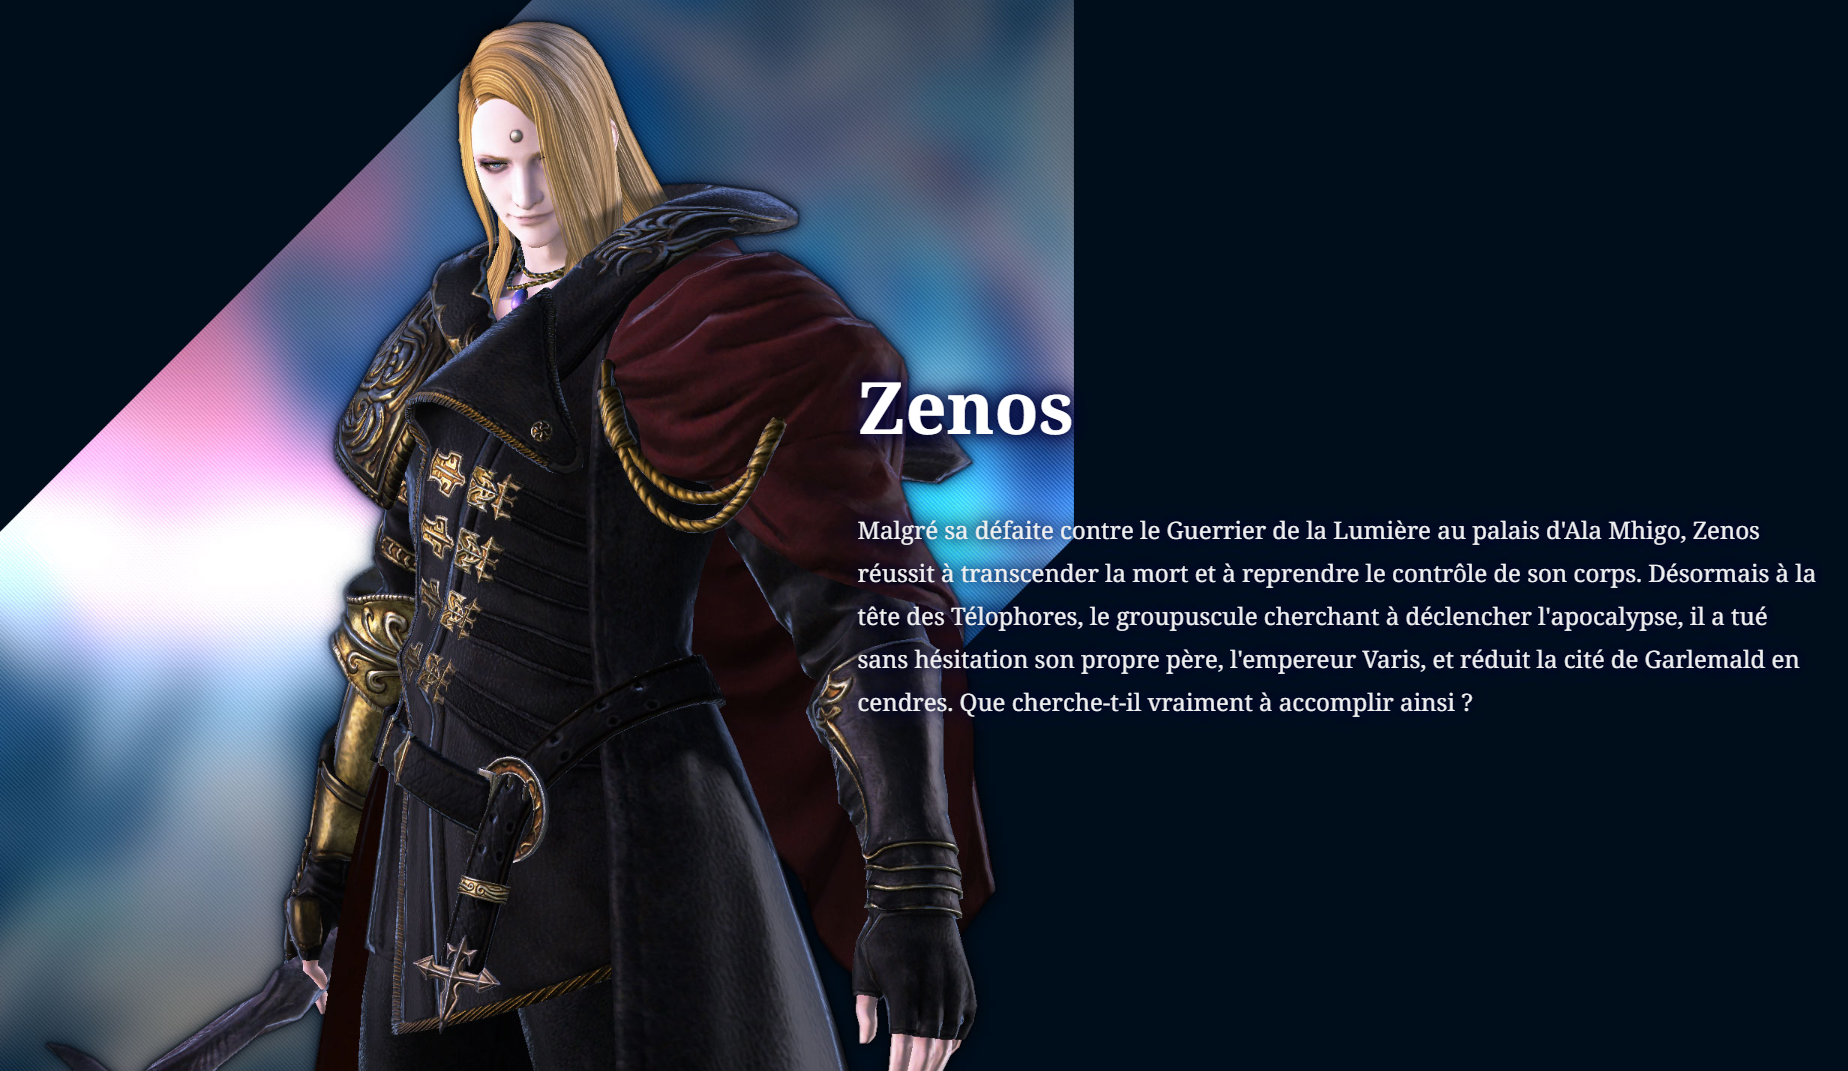 Zenos
Malgré sa défaite contre le Guerrier de la Lumière au palais d'Ala Mhigo, Zenos
réussit à transcender la mort et à reprendre le contrôle de son corps. Désormais à la
tête des Télophores, le groupuscule cherchant à déclencher l'apocalypse, il a tué
sans hésitation son propre père, l'empereur Varis, et réduit la cité de Garlemald en
cendres. Que cherche-t-il vraiment à accomplir ainsi ?